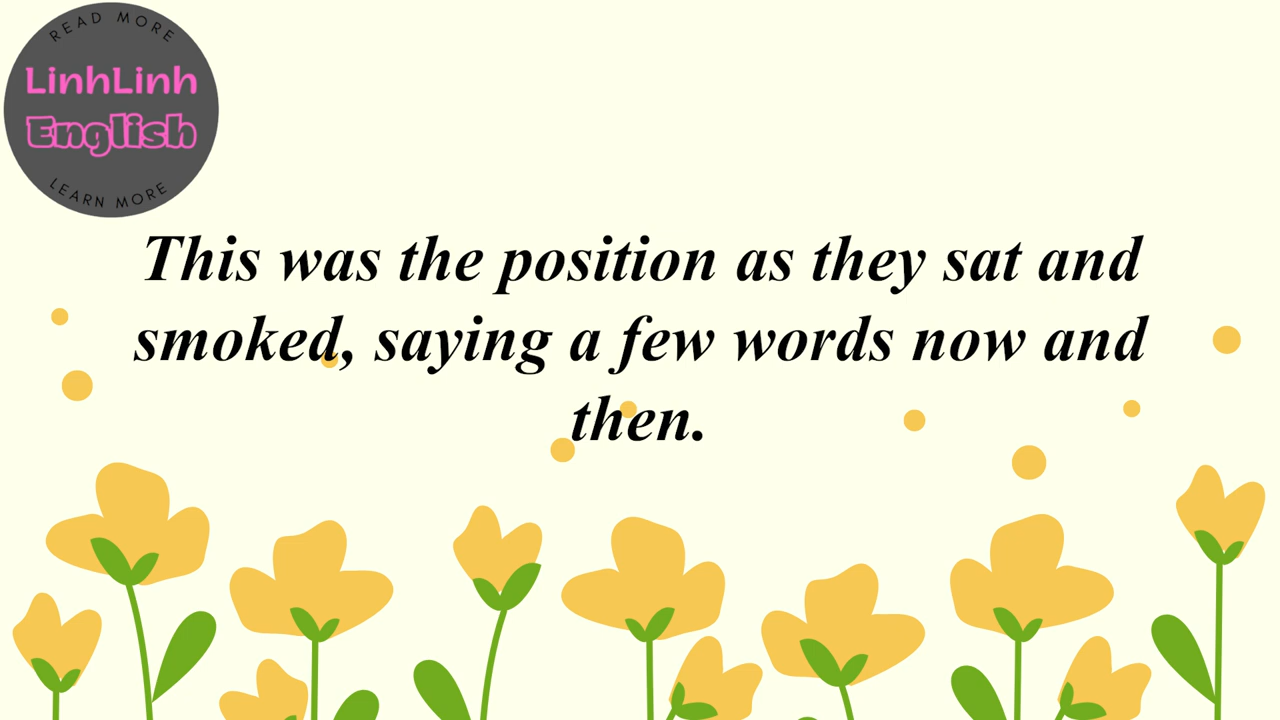 READ MORE
LinhLinh
English
LEARN MORE
This was the position as they sat and
smoked, saying a few words now and
then.